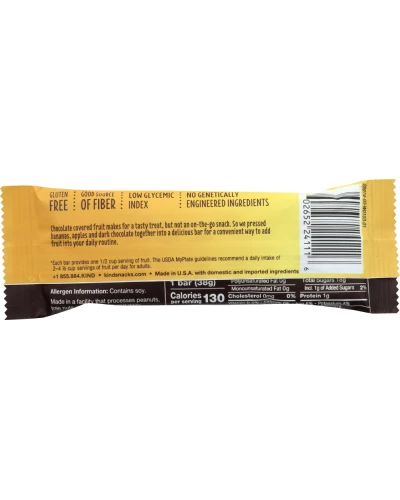 GLUTEN
FREE
GOOD SOURCE
OF FIBER
LOW GLYCEMIC
INDEX
NO GENETICALLY
ENGINEERED INGREDIENTS
Chocolate covered fruit makes for a tasty treat, but not an on-the-go snack. So we pressed
bananas, apples and dark chocolate together into a delicious bar for a convenient way to add
fruit into your daily routine.
*Each bar provides one 1/2 cup serving of fruit. The USDA MyPlate guidelines recommend a daily intake of
2-4 ½-cup servings of fruit per day for adults.
+1 855.884.KIND • kindsnacks.com • Made in U.S.A. with domestic and imported ingredients
Allergen Information: Contains soy.
Made in a facility that processes peanuts,
1 bar (38g)
Calories
per serving
130
Polyunsaturated Fat 0g
Monounsaturated Fat 0g
Cholesterol 0mg 0%
Total Sugars 18g
Incl. 1g of Added Sugars 2%
Protein 1g